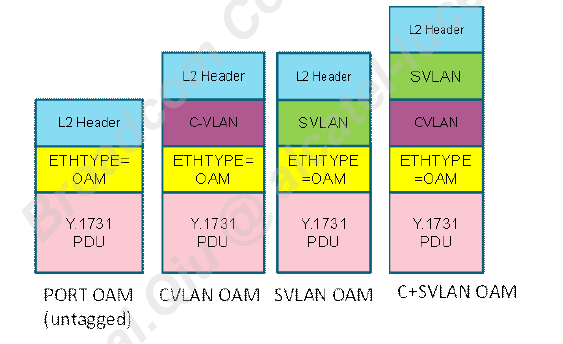 L2 Header
SVLAN
CVLAN
ETHTYPE
=OAM
Y.1731
PDU
C+SVLAN OAM
L2 Header
C-VLAN
ETHTYPE=
OAM
Y.1731
PDU
CVLAN OAM
L2 Header
SVLAN
ETHTYPE
=OAM
Y.1731
PDU
SVLAN OAM
L2 Header
ETHTYPE=
OAM
Y.1731
PDU
PORT OAM
(untagged)